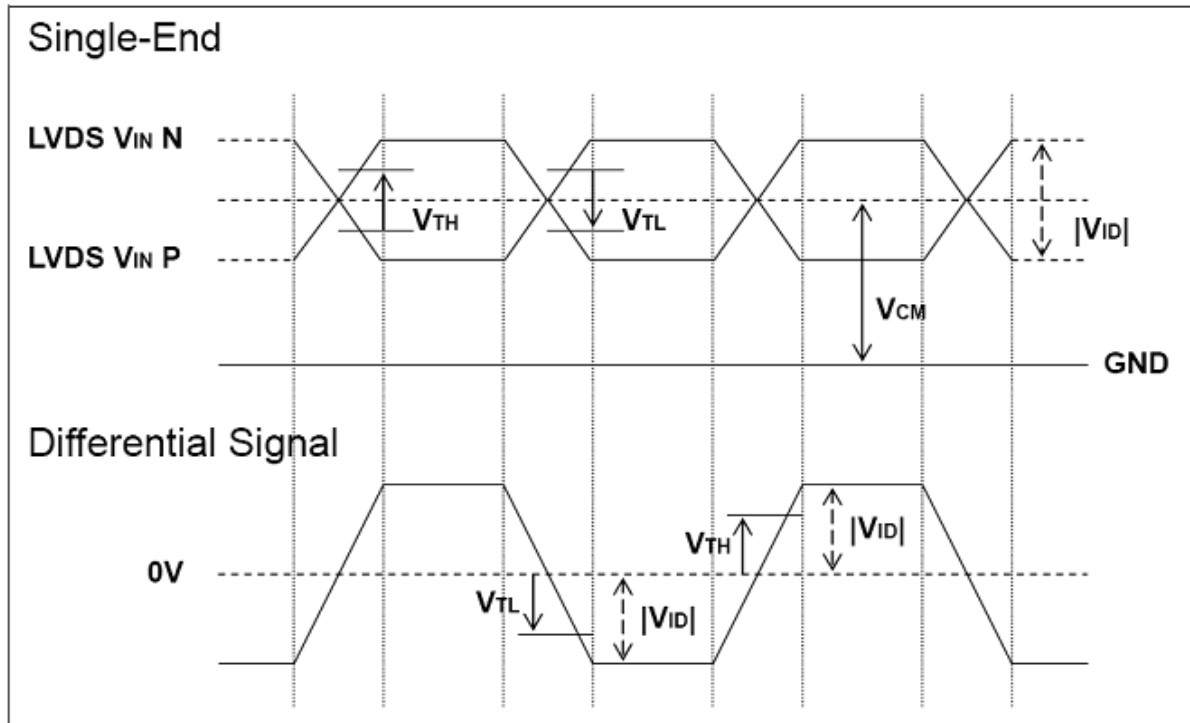 Single-End
LVDS VIN N
VTH
VTL
LVDS VIN P
|VID|
VCM
GND
Differential Signal
VTH
|VID|
0V
VTL
|VID|